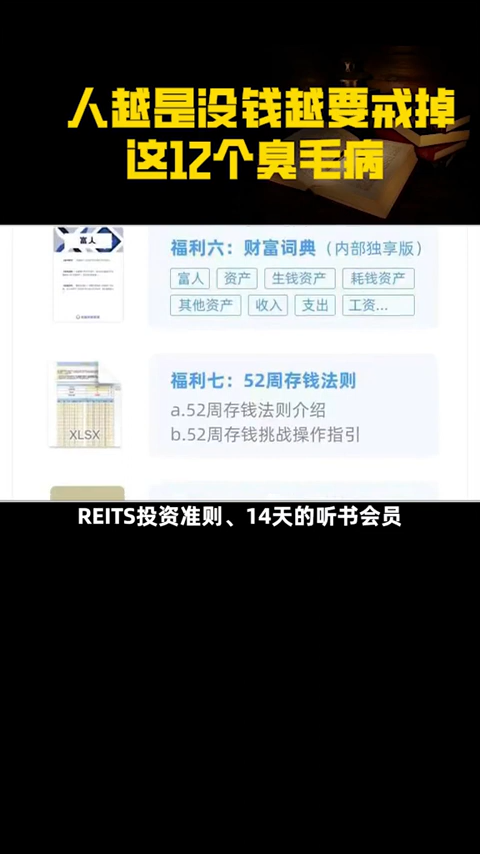 人越是没钱越要戒掉
这12个臭毛病
富人
福利六：财富词典（内部独享版）
富人 资产 生钱资产 耗钱资产
其他资产 收入 支出 工资...
福利七：52周存钱法则
a.52周存钱法则介绍
b.52周存钱挑战操作指引
XLSX
REITS投资准则、14天的听书会员